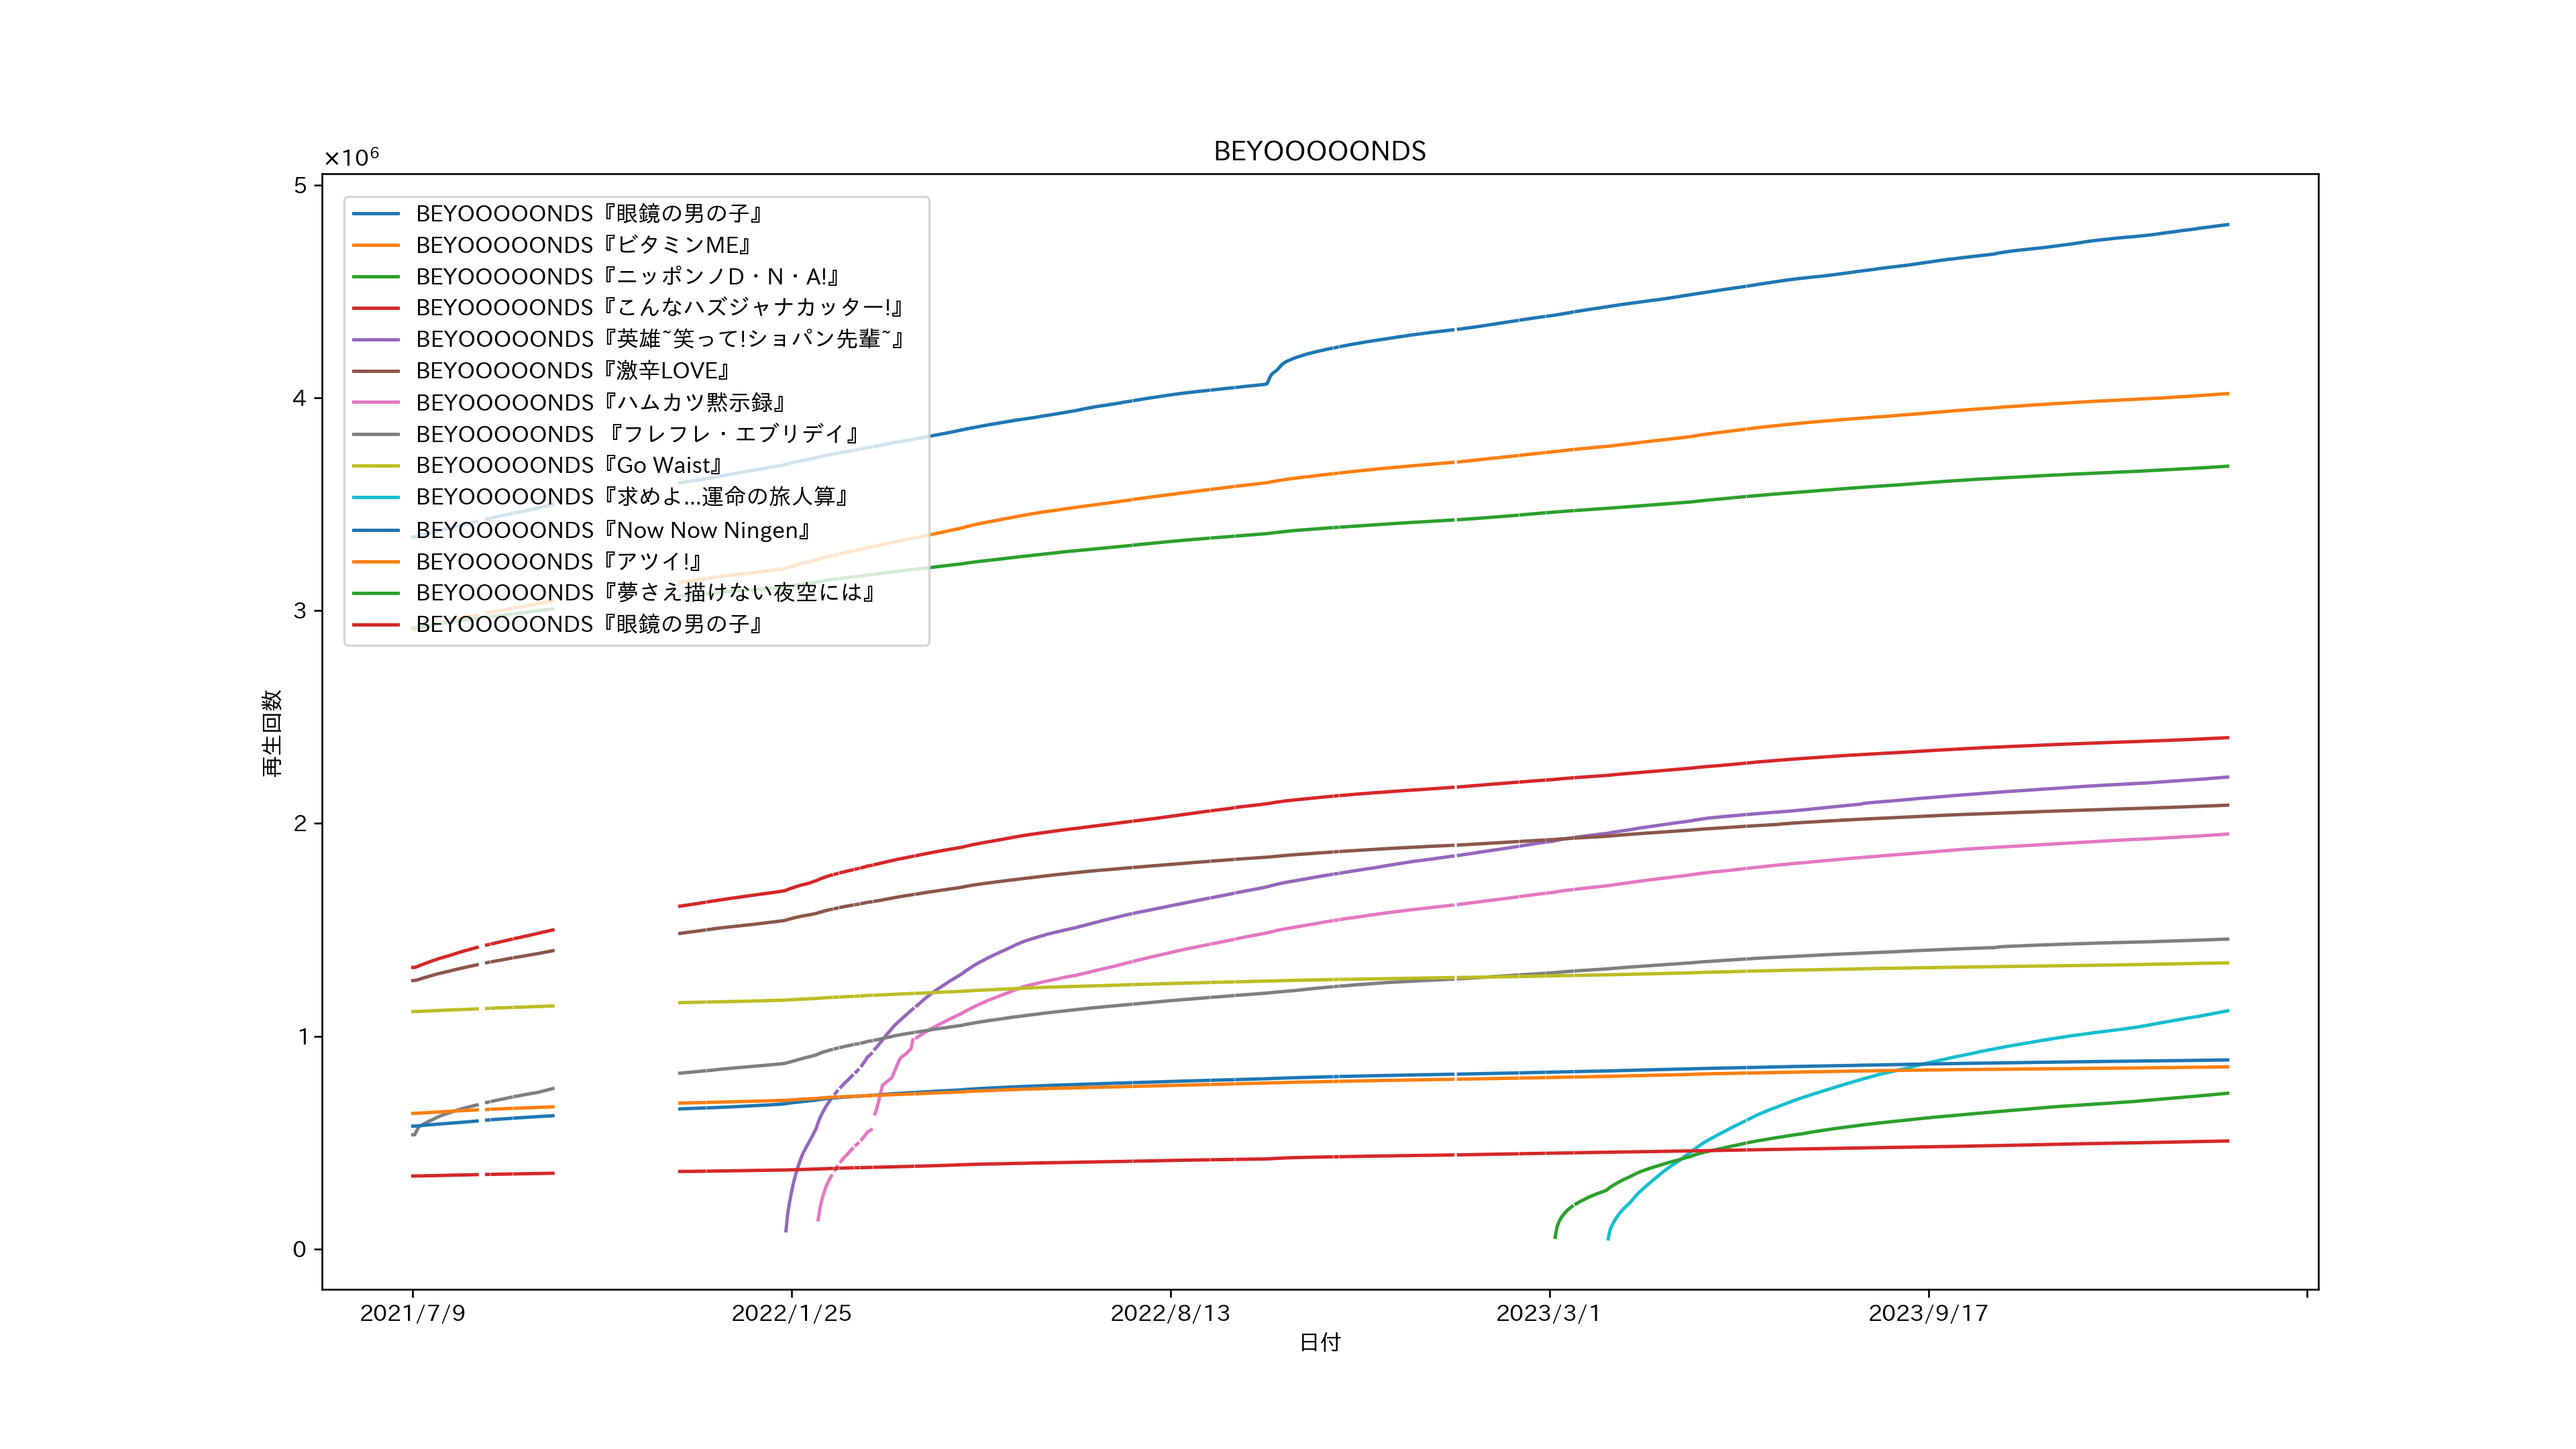 BEYOOOOONDS
×10⁶
5
4
3
2
1
0
再生回数
BEYOOOOONDS『眼鏡の男の子』
BEYOOOOONDS『ビタミンME』
BEYOOOOONDS『ニッポンノD・N・A!』
BEYOOOOONDS『こんなハズジャナカッター!』
BEYOOOOONDS『英雄~笑って!ショパン先輩~』
BEYOOOOONDS『激辛LOVE』
BEYOOOOONDS『ハムカツ黙示録』
BEYOOOOONDS 『フレフレ・エブリデイ』
BEYOOOOONDS『Go Waist』
BEYOOOOONDS『求めよ...運命の旅人算』
BEYOOOOONDS『Now Now Ningen』
BEYOOOOONDS『アツイ!』
BEYOOOOONDS『夢さえ描けない夜空には』
BEYOOOOONDS『眼鏡の男の子』
2021/7/9 2022/1/25 2022/8/13 2023/3/1 2023/9/17
日付